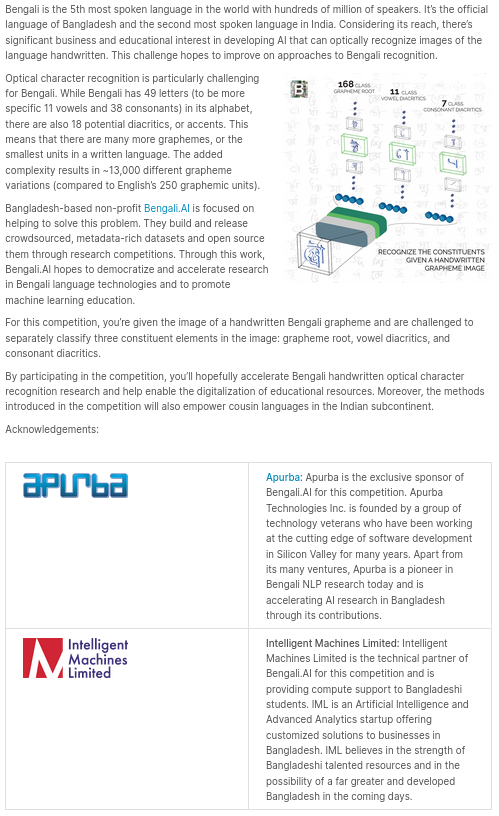 Bengali is the 5th most spoken language in the world with hundreds of million of speakers. It's the official
language of Bangladesh and the second most spoken language in India. Considering its reach, there's
significant business and educational interest in developing AI that can optically recognize images of the
language handwritten. This challenge hopes to improve on approaches to Bengali recognition.
Optical character recognition is particularly challenging
for Bengali. While Bengali has 49 letters (to be more
specific 11 vowels and 38 consonants) in its alphabet,
there are also 18 potential diacritics, or accents. This
means that there are many more graphemes, or the
smallest units in a written language. The added
complexity results in ~13,000 different grapheme
variations (compared to English's 250 graphemic units).
Bangladesh-based non-profit Bengali.AI is focused on
helping to solve this problem. They build and release
crowdsourced, metadata-rich datasets and open source
them through research competitions. Through this work,
Bengali.AI hopes to democratize and accelerate research
in Bengali language technologies and to promote
machine learning education.
B
168 CLASS
GRAPHEME ROOT
11 CLASS
VOWEL DIACRITICS
7 CLASS
CONSONANT DIACRITICS
RECOGNIZE THE CONSTITUENTS
GIVEN A HANDWRITTEN
GRAPHEME IMAGE
For this competition, you're given the image of a handwritten Bengali grapheme and are challenged to
separately classify three constituent elements in the image: grapheme root, vowel diacritics, and
consonant diacritics.
By participating in the competition, you'll hopefully accelerate Bengali handwritten optical character
recognition research and help enable the digitalization of educational resources. Moreover, the methods
introduced in the competition will also empower cousin languages in the Indian subcontinent.
Acknowledgements:
apurba
Apurba: Apurba is the exclusive sponsor of
Bengali.AI for this competition. Apurba
Technologies Inc. is founded by a group of
technology veterans who have been working
at the cutting edge of software development
in Silicon Valley for many years. Apart from
its many ventures, Apurba is a pioneer in
Bengali NLP research today and is
accelerating AI research in Bangladesh
through its contributions.
Intelligent
Machines
Limited
Intelligent Machines Limited: Intelligent
Machines Limited is the technical partner of
Bengali.AI for this competition and is
providing compute support to Bangladeshi
students. IML is an Artificial Intelligence and
Advanced Analytics startup offering
customized solutions to businesses in
Bangladesh. IML believes in the strength of
Bangladeshi talented resources and in the
possibility of a far greater and developed
Bangladesh in the coming days.